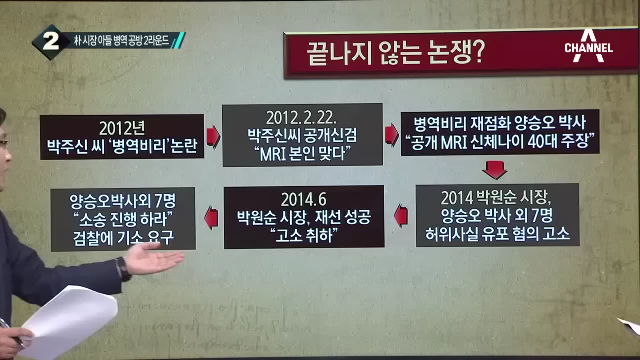 2
朴 시장 아들 병역 공방 2라운드
끝나지 않는 논쟁?
CHANNEL
2012년
박주신 씨 '병역비리' 논란
2012.2.22.
박주신씨 공개신검
"MRI 본인 맞다"
병역비리 재점화 양승오 박사
"공개 MRI 신체나이 40대 주장"
2014 박원순 시장,
양승오 박사 외 7명
허위사실 유포 혐의 고소
2014.6
박원순 시장, 재선 성공
"고소 취하"
양승오박사외 7명
"소송 진행 하라"
검찰에 기소 요구